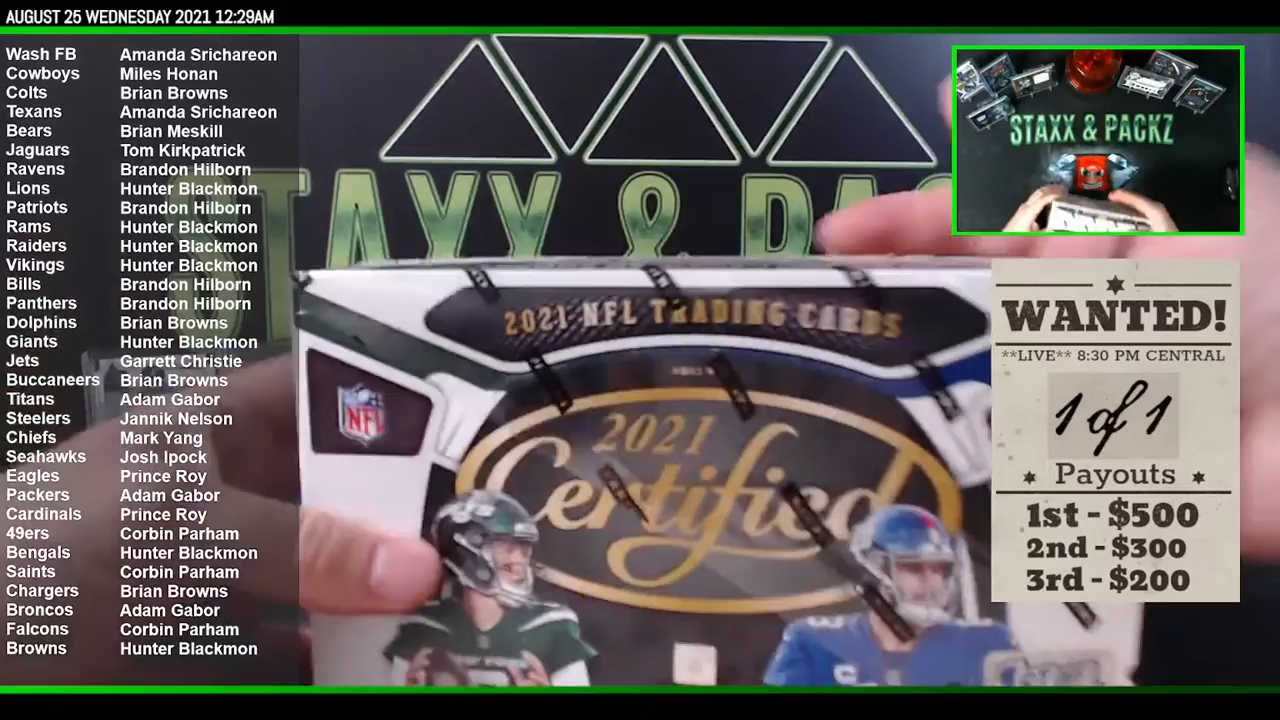 AUGUST 25 WEDNESDAY 2021 12:29AM
Wash FB Amanda Srichareon
Cowboys Miles Honan
Colts Brian Browns
Texans Amanda Srichareon
Bears Brian Meskill
Jaguars Tom Kirkpatrick
Ravens Brandon Hilborn
Lions Hunter Blackmon
Patriots Brandon Hilborn
Rams Hunter Blackmon
Raiders Hunter Blackmon
Vikings Hunter Blackmon
Bills Brandon Hilborn
Panthers Brandon Hilborn
Dolphins Brian Browns
Giants Hunter Blackmon
Jets Garrett Christie
Buccaneers Brian Browns
Titans Adam Gabor
Steelers Jannik Nelson
Chiefs Mark Yang
Seahawks Josh Ipock
Eagles Prince Roy
Packers Adam Gabor
Cardinals Prince Roy
49ers Corbin Parham
Bengals Hunter Blackmon
Saints Corbin Parham
Chargers Brian Browns
Broncos Adam Gabor
Falcons Corbin Parham
Browns Hunter Blackmon
STAXX & PAC
2021 NFL TRADING CARDS
NFL
2021
Certified
STAXX & PACKZ
WANTED!
**LIVE** 8:30 PM CENTRAL
1 of 1
Payouts
1st - $500
2nd - $300
3rd - $200